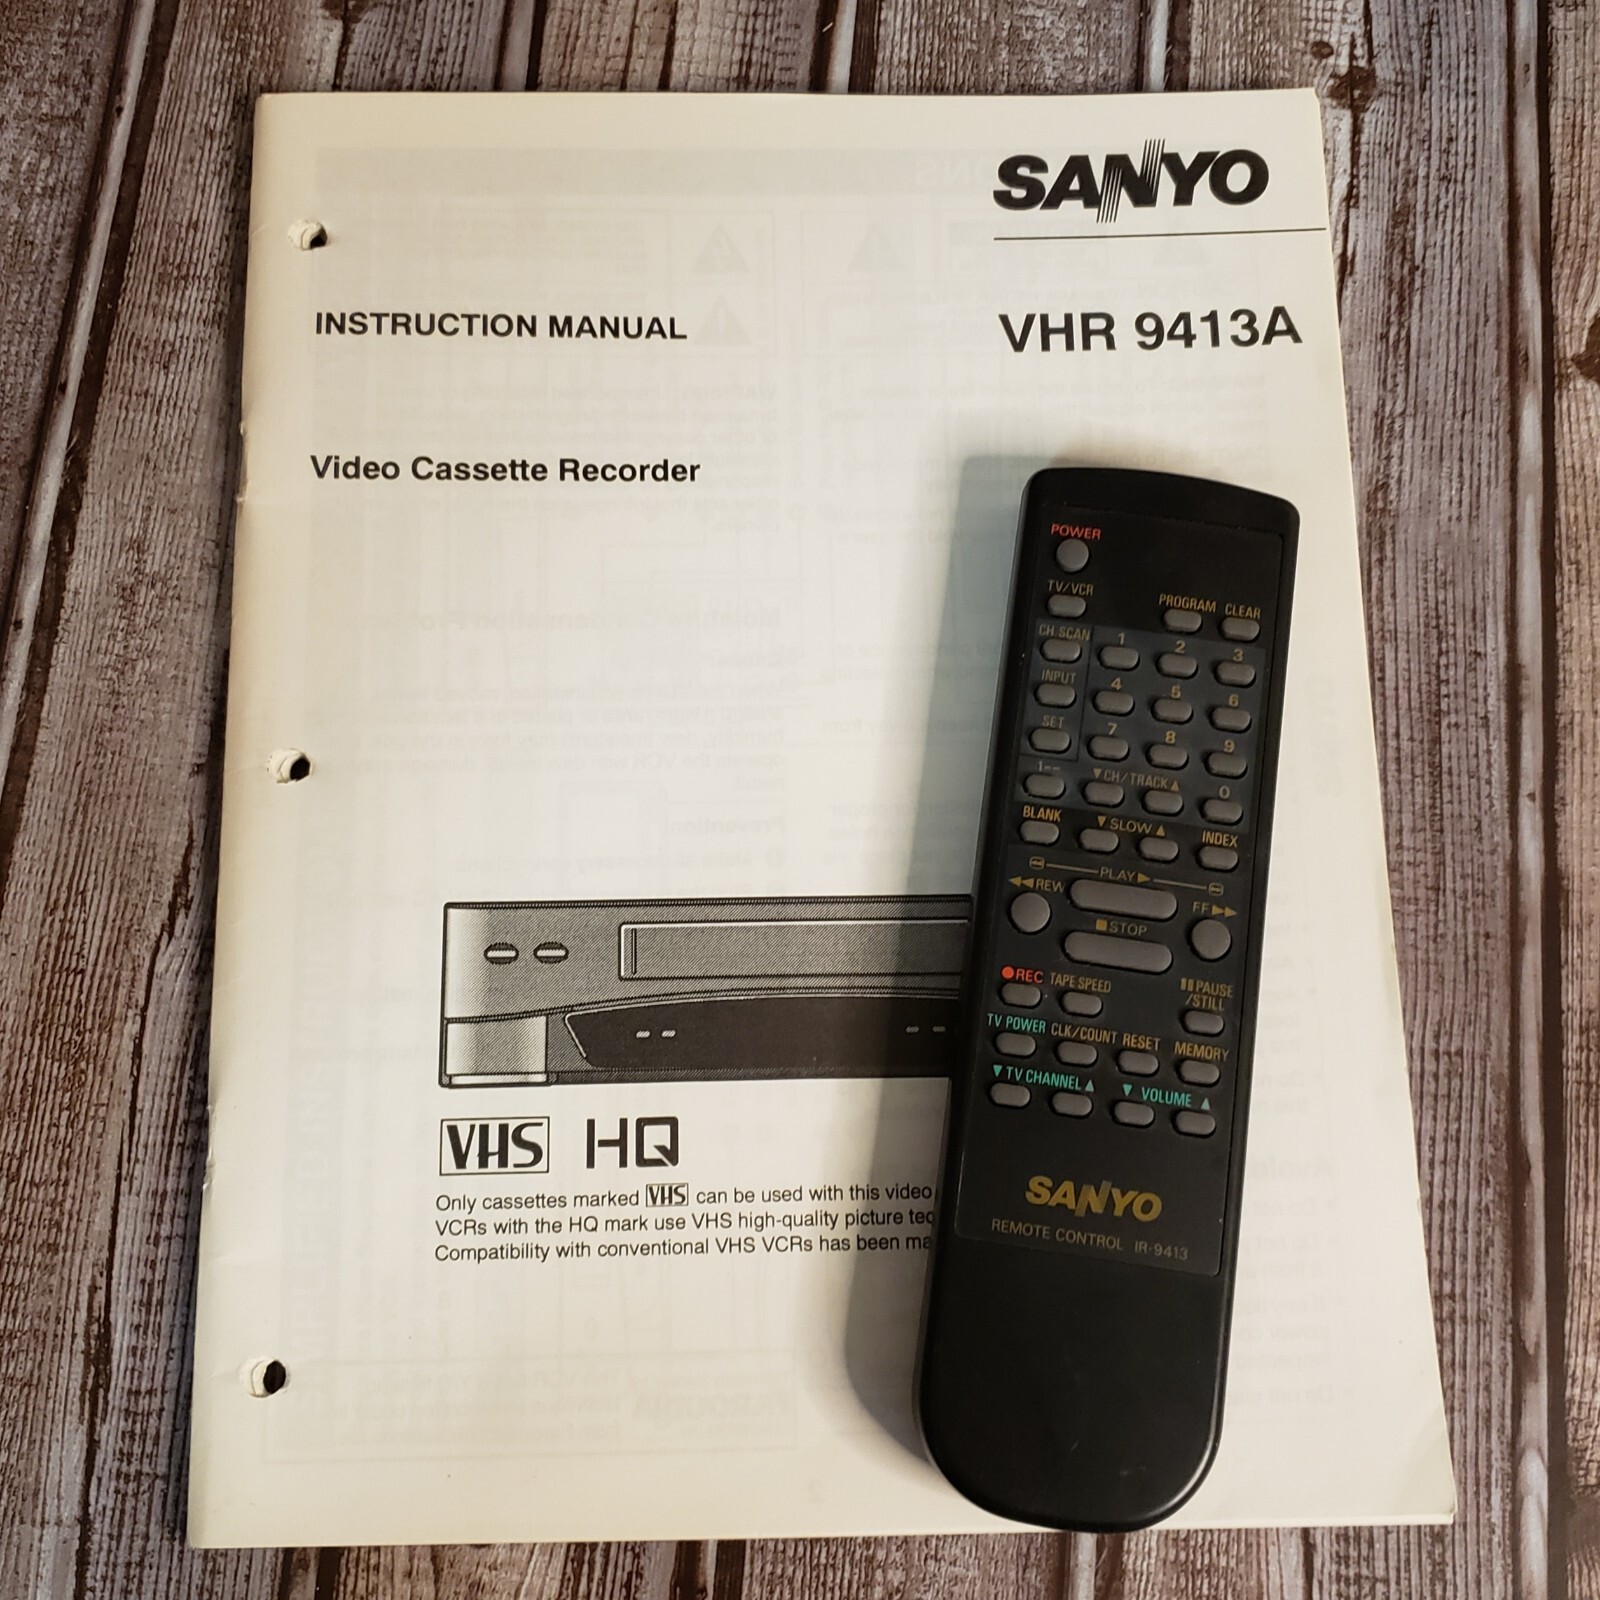 SANYO
INSTRUCTION MANUAL
VHR 9413A
Video Cassette Recorder
VHS HQ
Only cassettes marked VHS can be used with this video
VCRs with the HQ mark use VHS high-quality picture
Compatibility with conventional VHS VCRs has been
POWER
TV/VCR
PROGRAM CLEAR
CH SCAN 1 2 3
INPUT 4 5 6
SET 7 8 9
1-- ▼CH/TRACK▲ 0
BLANK ▼SLOW▲ INDEX
PLAY▶
◀◀REW FF▶▶
■STOP
●REC TAPE SPEED ▮▮PAUSE
/STILL
TV POWER CLK/COUNT RESET MEMORY
▼TV CHANNEL▲ ▼ VOLUME ▲
SANYO
REMOTE CONTROL IR-9413